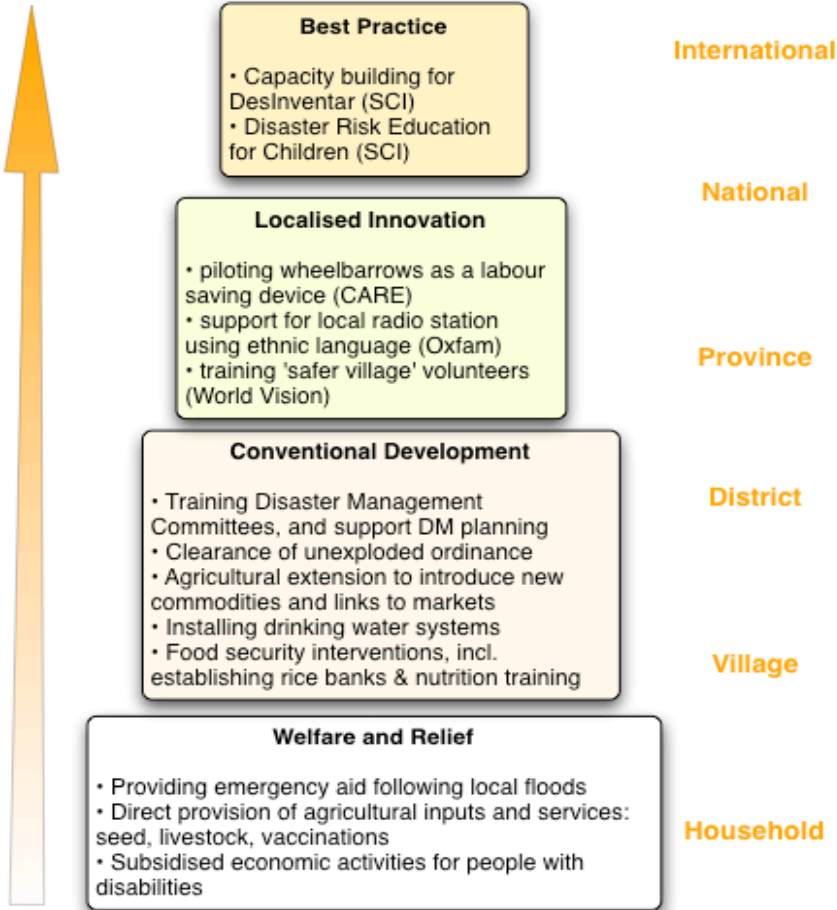 Best Practice
• Capacity building for
DesInventar (SCI)
• Disaster Risk Education
for Children (SCI)
International
National
Localised Innovation
• piloting wheelbarrows as a labour
saving device (CARE)
• support for local radio station
using ethnic language (Oxfam)
• training 'safer village' volunteers
(World Vision)
Province
Conventional Development
• Training Disaster Management
Committees, and support DM planning
• Clearance of unexploded ordinance
• Agricultural extension to introduce new
commodities and links to markets
• Installing drinking water systems
• Food security interventions, incl.
establishing rice banks & nutrition training
District
Village
Welfare and Relief
• Providing emergency aid following local floods
• Direct provision of agricultural inputs and services:
seed, livestock, vaccinations
• Subsidised economic activities for people with
disabilities
Household